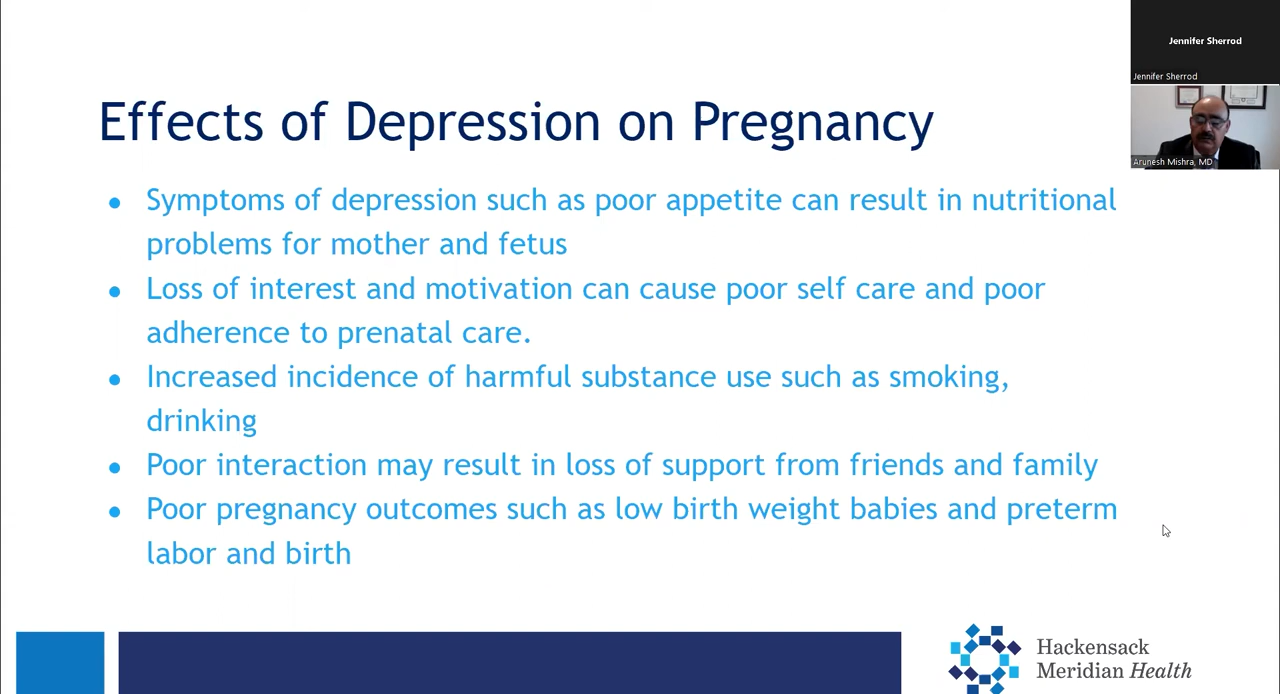 Effects of Depression on Pregnancy
● Symptoms of depression such as poor appetite can result in nutritional
problems for mother and fetus
● Loss of interest and motivation can cause poor self care and poor
adherence to prenatal care.
● Increased incidence of harmful substance use such as smoking,
drinking
● Poor interaction may result in loss of support from friends and family
● Poor pregnancy outcomes such as low birth weight babies and preterm
labor and birth
Jennifer Sherrod
Jennifer Sherrod
Arunesh Mishra, MD
Hackensack
Meridian Health